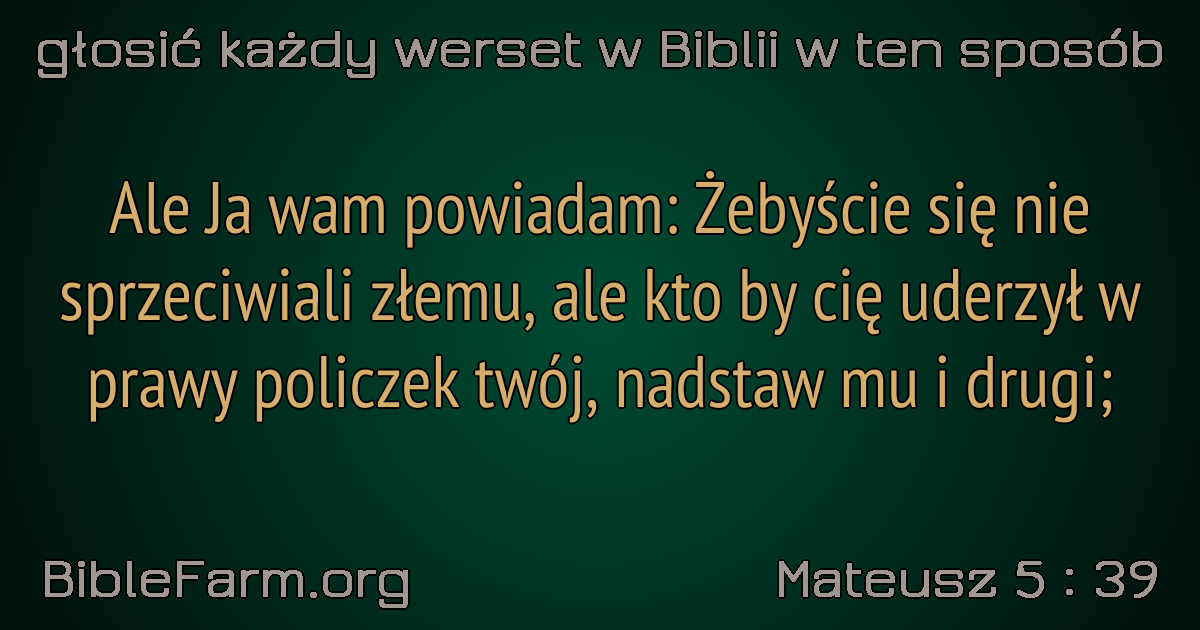 głosić każdy werset w Biblii w ten sposób
Ale Ja wam powiadam: Żebyście się nie
sprzeciwiali złemu, ale kto by cię uderzył w
prawy policzek twój, nadstaw mu i drugi;
BibleFarm.org
Mateusz 5 : 39